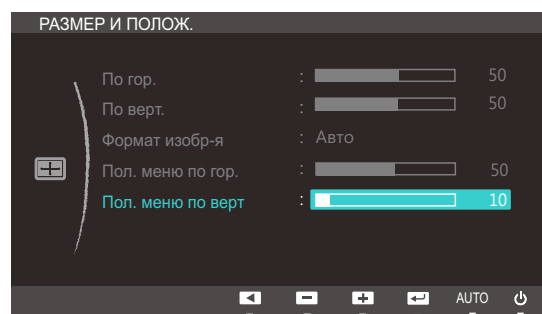 РАЗМЕР И ПОЛОЖ.
По гор. : 50
По верт. : 50
Формат изобр-я : Авто
Пол. меню по гор. : 50
Пол. меню по верт : 10
AUTO